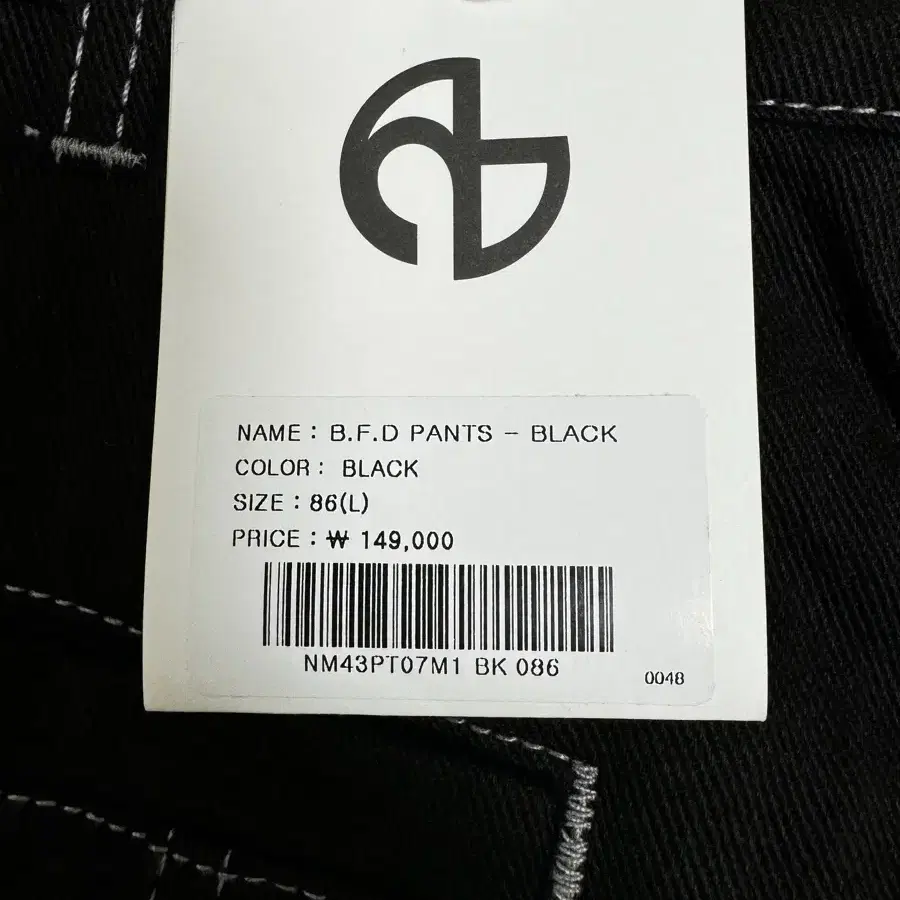 NAME : B.F.D PANTS - BLACK
COLOR : BLACK
SIZE : 86(L)
PRICE : ₩ 149,000
NM43PT07M1 BK 086
0048